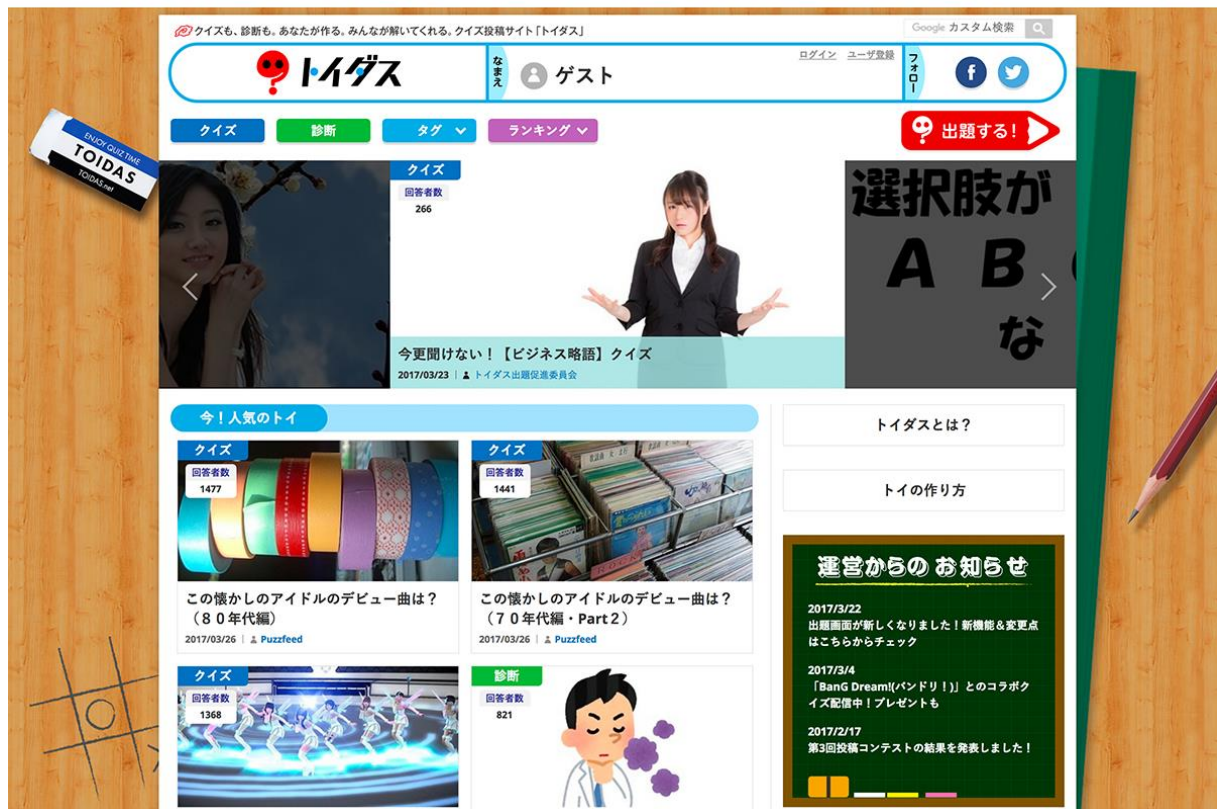 クイズも、診断も。あなたが作る。みんなが解いてくれる。クイズ投稿サイト「トイダス」
Google カスタム検索
トイダス
なまえ
ゲスト
ログイン ユーザ登録
フォロー
クイズ 診断 タグ ランキング
出題する!
ENJOY QUIZ TIME
TOIDAS
TOIDAS.net
クイズ
回答者数
266
今更聞けない!【ビジネス略語】クイズ
2017/03/23 トイダス出題促進委員会
選択肢が
A B
な
今!人気のトイ
クイズ
回答者数
1477
この懐かしのアイドルのデビュー曲は?
(80年代編)
2017/03/26 Puzzfeed
クイズ
回答者数
1441
この懐かしのアイドルのデビュー曲は?
(70年代編・Part2)
2017/03/26 Puzzfeed
クイズ
回答者数
1368
診断
回答者数
821
トイダスとは?
トイの作り方
運営からのお知らせ
2017/3/22
出題画面が新しくなりました!新機能&変更点
はこちらからチェック
2017/3/4
「BanG Dream!(バンドリ!)」とのコラボク
イズ配信中!プレゼントも
2017/2/17
第3回投稿コンテストの結果を発表しました!